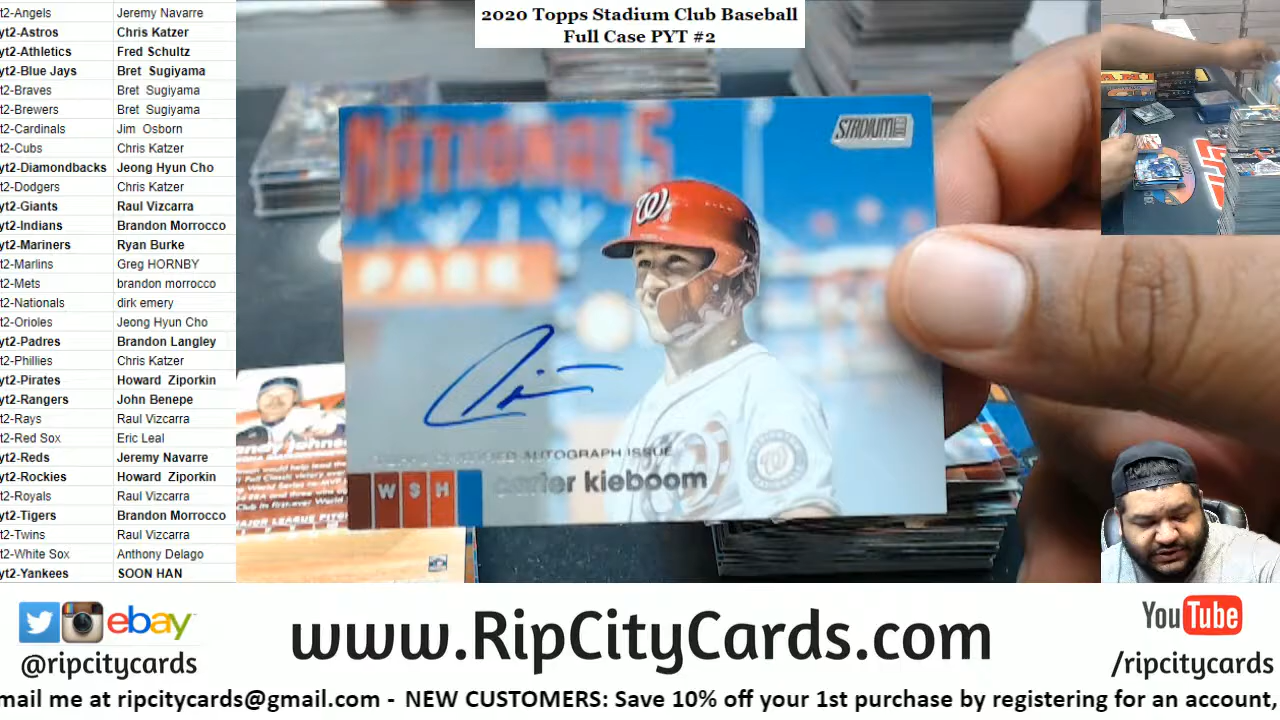 2020 Topps Stadium Club Baseball
Full Case PYT #2
t2-Angels Jeremy Navarre
yt2-Astros Chris Katzer
yt2-Athletics Fred Schultz
yt2-Blue Jays Bret Sugiyama
t2-Braves Bret Sugiyama
t2-Brewers Bret Sugiyama
t2-Cardinals Jim Osborn
t2-Cubs Chris Katzer
yt2-Diamondbacks Jeong Hyun Cho
t2-Dodgers Chris Katzer
yt2-Giants Raul Vizcarra
yt2-Indians Brandon Morrocco
yt2-Mariners Ryan Burke
t2-Marlins Greg HORNBY
t2-Mets brandon morrocco
t2-Nationals dirk emery
t2-Orioles Jeong Hyun Cho
yt2-Padres Brandon Langley
t2-Phillies Chris Katzer
yt2-Pirates Howard Ziporkin
yt2-Rangers John Benepe
t2-Rays Raul Vizcarra
t2-Red Sox Eric Leal
yt2-Reds Jeremy Navarre
yt2-Rockies Howard Ziporkin
t2-Royals Raul Vizcarra
yt2-Tigers Brandon Morrocco
t2-Twins Raul Vizcarra
t2-White Sox Anthony Delago
yt2-Yankees SOON HAN
NATIONALS
PARK
STADIUM
W
W
AUTOGRAPH ISSUE
WSH kieboom
ebay
@ripcitycards
www.RipCityCards.com
YouTube
/ripcitycards
mail me at ripcitycards@gmail.com - NEW CUSTOMERS: Save 10% off your 1st purchase by registering for an account,